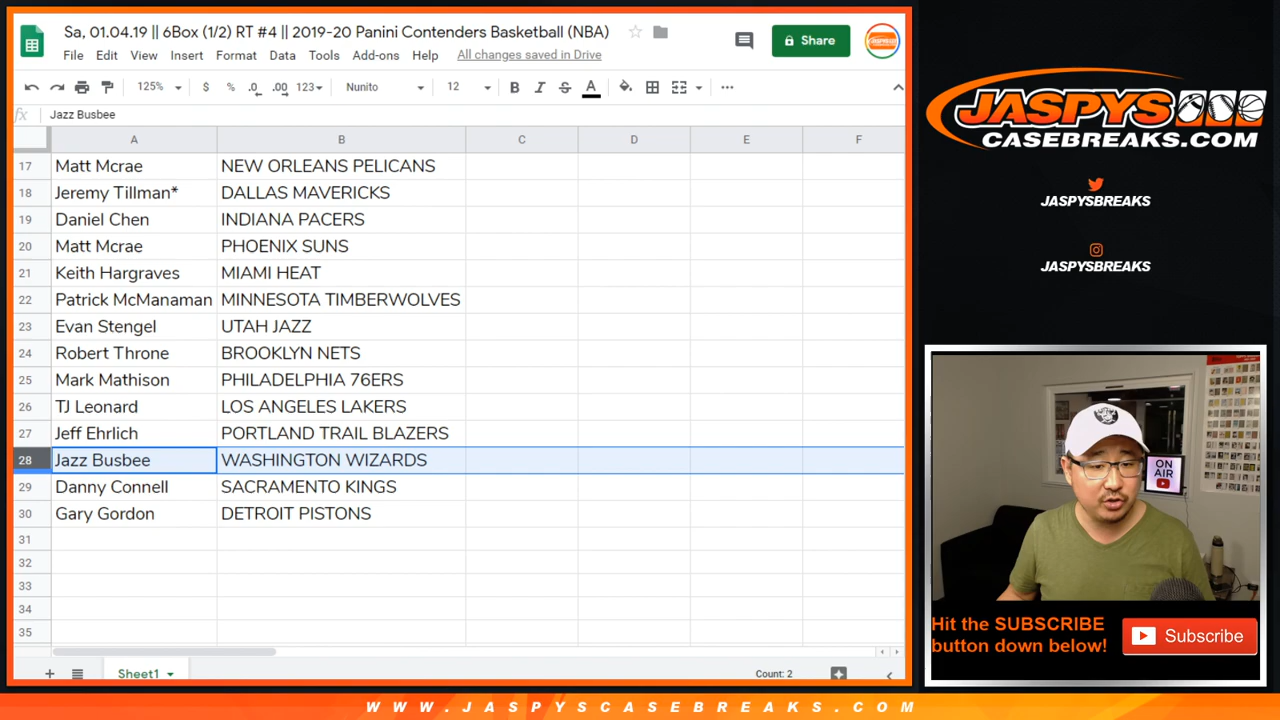 Sa, 01.04.19 || 6Box (1/2) RT #4 || 2019-20 Panini Contenders Basketball (NBA)
Share
File Edit View Insert Format Data Tools Add-ons Help All changes saved in Drive
125% $ % .0 .00 123 Nunito 12 B I S A
fx Jazz Busbee
A B C D E F
17 Matt Mcrae NEW ORLEANS PELICANS
18 Jeremy Tillman* DALLAS MAVERICKS
19 Daniel Chen INDIANA PACERS
20 Matt Mcrae PHOENIX SUNS
21 Keith Hargraves MIAMI HEAT
22 Patrick McManaman MINNESOTA TIMBERWOLVES
23 Evan Stengel UTAH JAZZ
24 Robert Throne BROOKLYN NETS
25 Mark Mathison PHILADELPHIA 76ERS
26 TJ Leonard LOS ANGELES LAKERS
27 Jeff Ehrlich PORTLAND TRAIL BLAZERS
28 Jazz Busbee WASHINGTON WIZARDS
29 Danny Connell SACRAMENTO KINGS
30 Gary Gordon DETROIT PISTONS
31
32
33
34
35
Sheet1 Count: 2
JASPYS
CASEBREAKS.COM
JASPYSBREAKS
JASPYSBREAKS
ON
AIR
Hit the SUBSCRIBE
button down below!
Subscribe
WWW.JASPYSCASEBREAKS.COM